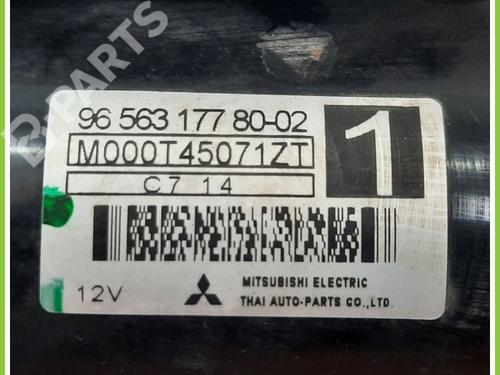 B-PARTS
96 563 177 80-02
M000T45071ZT
C7 14
1
12V
MITSUBISHI ELECTRIC
THAI AUTO-PARTS CO.,LTD.